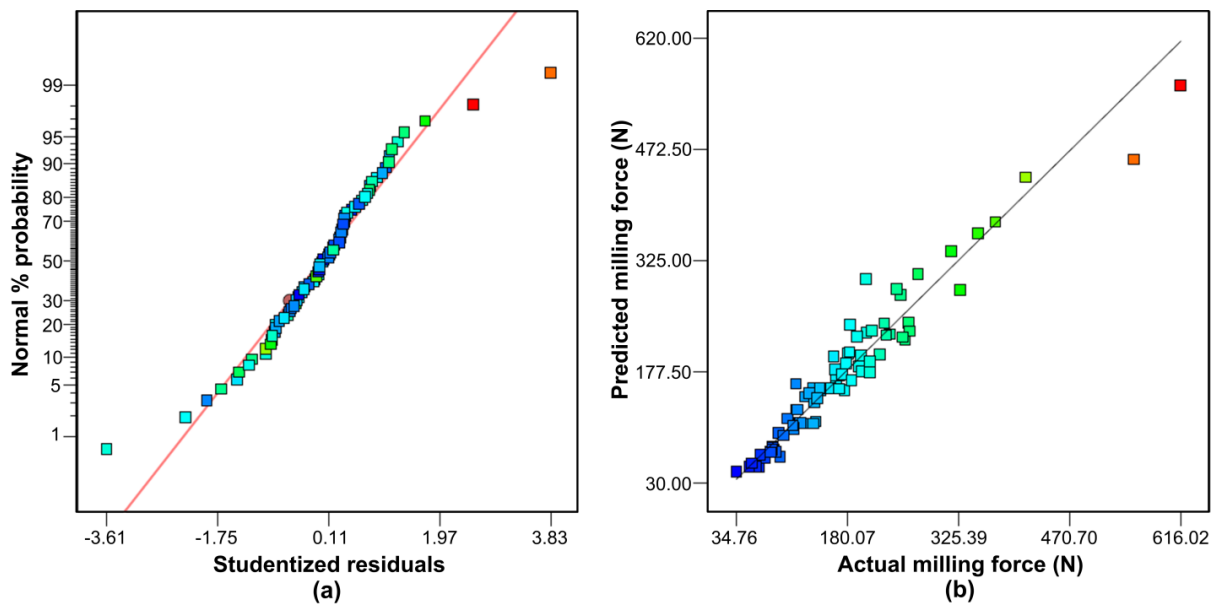 Normal % probability
99
95
90
80
70
50
30
20
10
5
1
-3.61 -1.75 0.11 1.97 3.83
Studentized residuals
(a)
Predicted milling force (N)
620.00
472.50
325.00
177.50
30.00
34.76 180.07 325.39 470.70 616.02
Actual milling force (N)
(b)